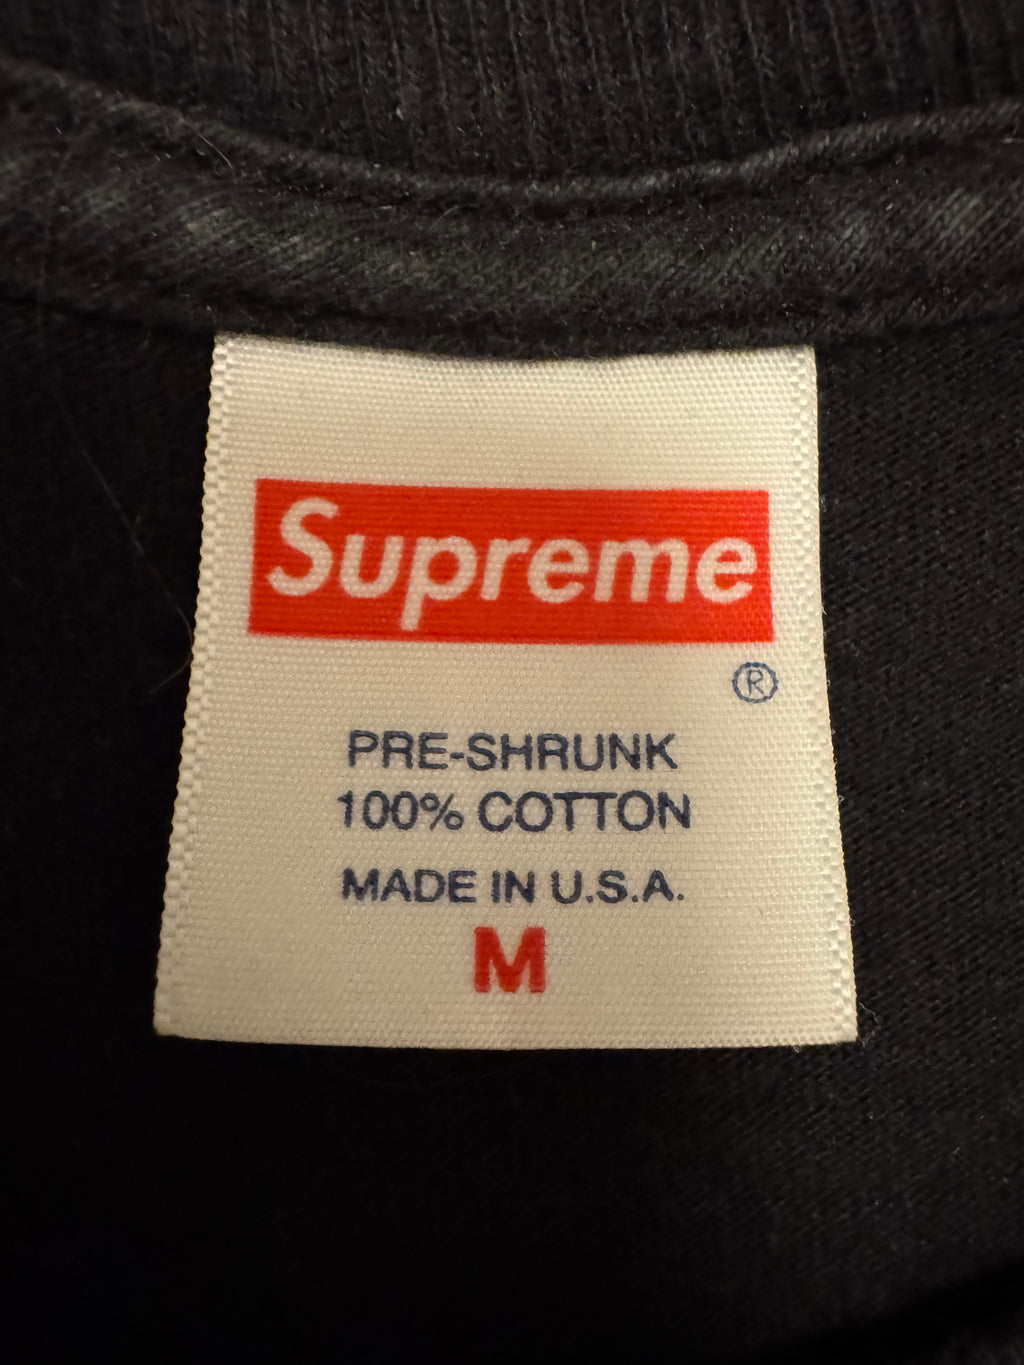 Supreme
®
PRE-SHRUNK
100% COTTON
MADE IN U.S.A.
M